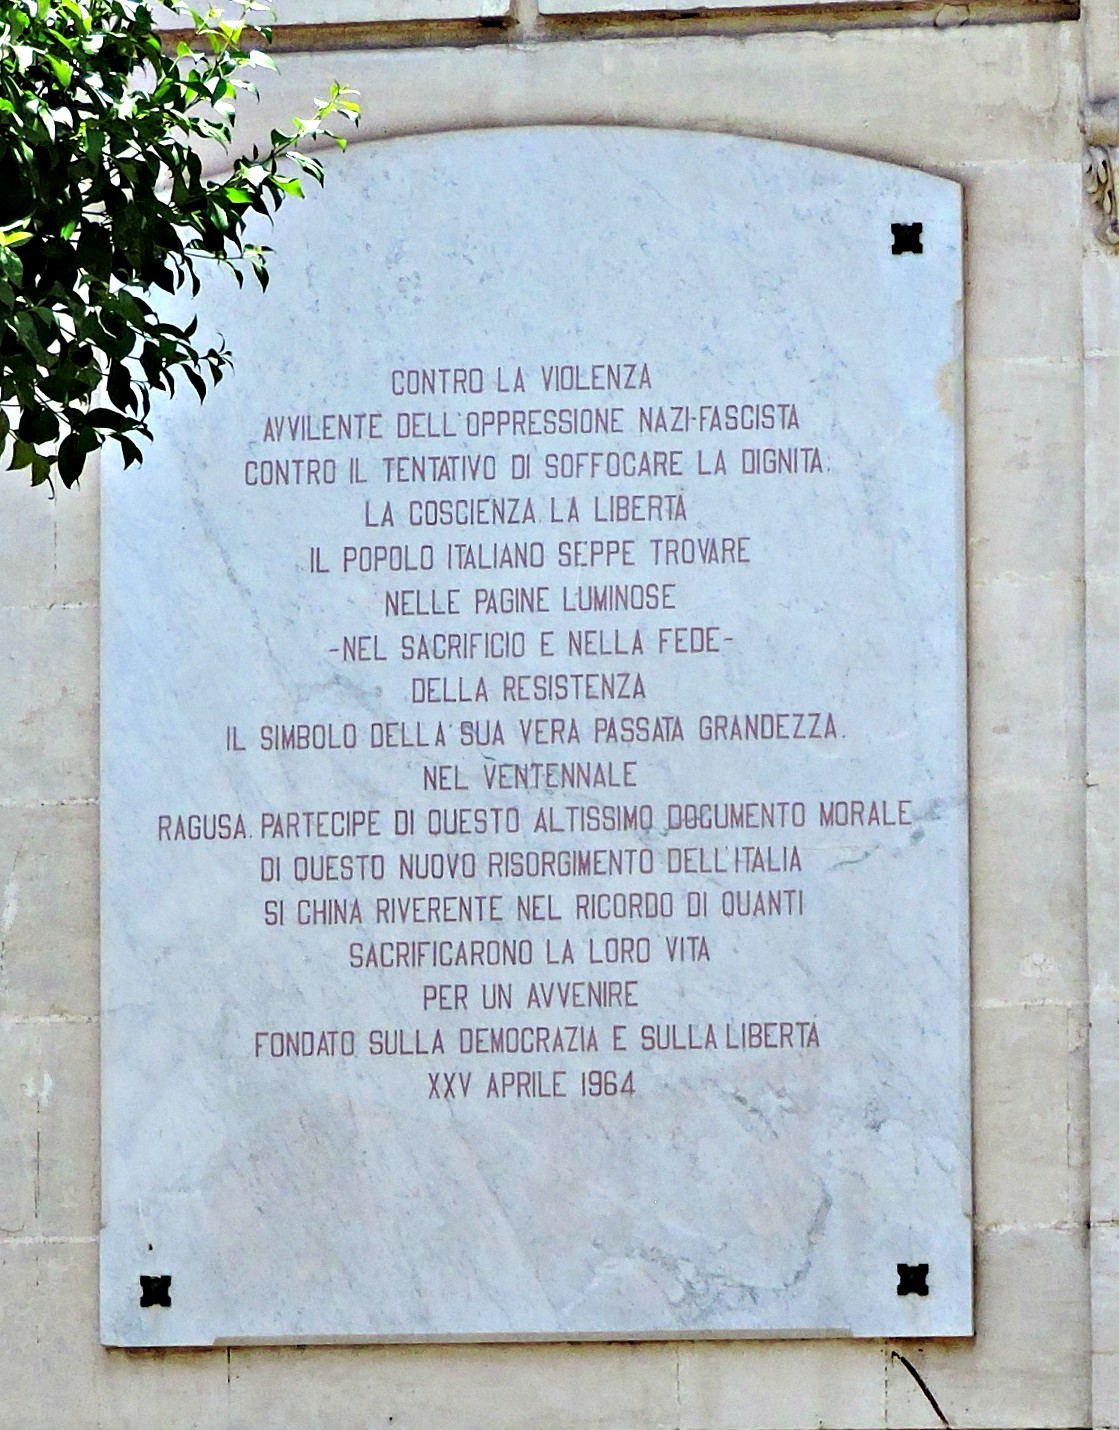 CONTRO LA VIOLENZA
AVVILENTE DELL'OPPRESSIONE NAZI-FASCISTA
CONTRO IL TENTATIVO DI SOFFOCARE LA DIGNITA,
LA COSCIENZA, LA LIBERTÀ
IL POPOLO ITALIANO SEPPE TROVARE
NELLE PAGINE LUMINOSE
-NEL SACRIFICIO E NELLA FEDE-
DELLA RESISTENZA
IL SIMBOLO DELLA SUA VERA PASSATA GRANDEZZA.
NEL VENTENNALE
RAGUSA, PARTECIPE DI QUESTO ALTISSIMO DOCUMENTO MORALE
DI QUESTO NUOVO RISORGIMENTO DELL'ITALIA
SI CHINA RIVERENTE NEL RICORDO DI QUANTI
SACRIFICARONO LA LORO VITA
PER UN AVVENIRE
FONDATO SULLA DEMOCRAZIA E SULLA LIBERTÀ
XXV APRILE 1964